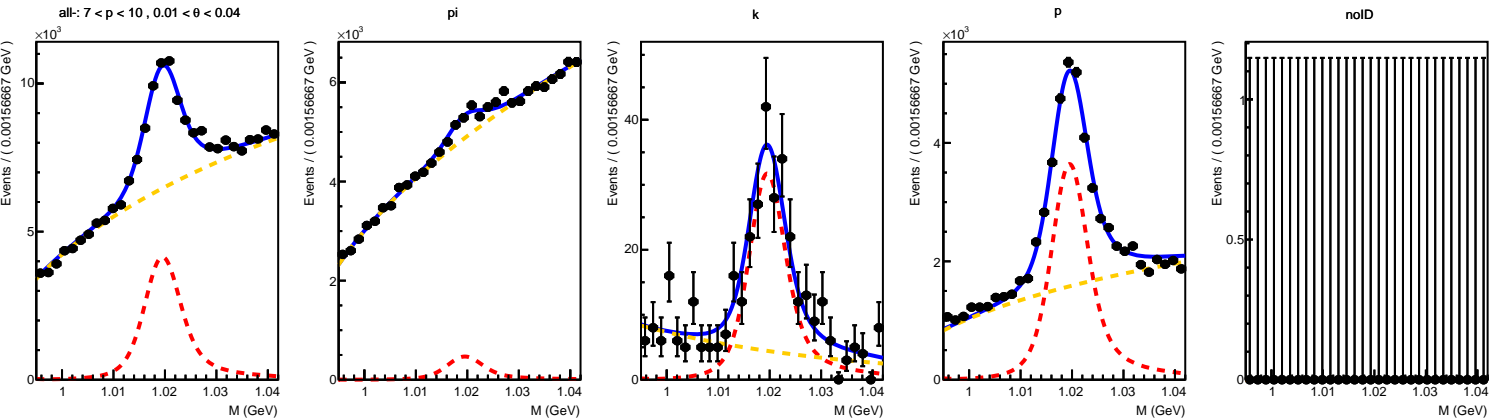 all-: 7 < p < 10 , 0.01 < θ < 0.04
×10³
Events / ( 0.00156667 GeV )
10
5
0
1 1.01 1.02 1.03 1.04
M (GeV)
pi
×10³
Events / ( 0.00156667 GeV )
6
4
2
0
1 1.01 1.02 1.03 1.04
M (GeV)
k
Events / ( 0.00156667 GeV )
40
20
0
1 1.01 1.02 1.03 1.04
M (GeV)
p
×10³
Events / ( 0.00156667 GeV )
4
2
0
1 1.01 1.02 1.03 1.04
M (GeV)
noID
Events / ( 0.00156667 GeV )
1
0.5
0
1 1.01 1.02 1.03 1.04
M (GeV)